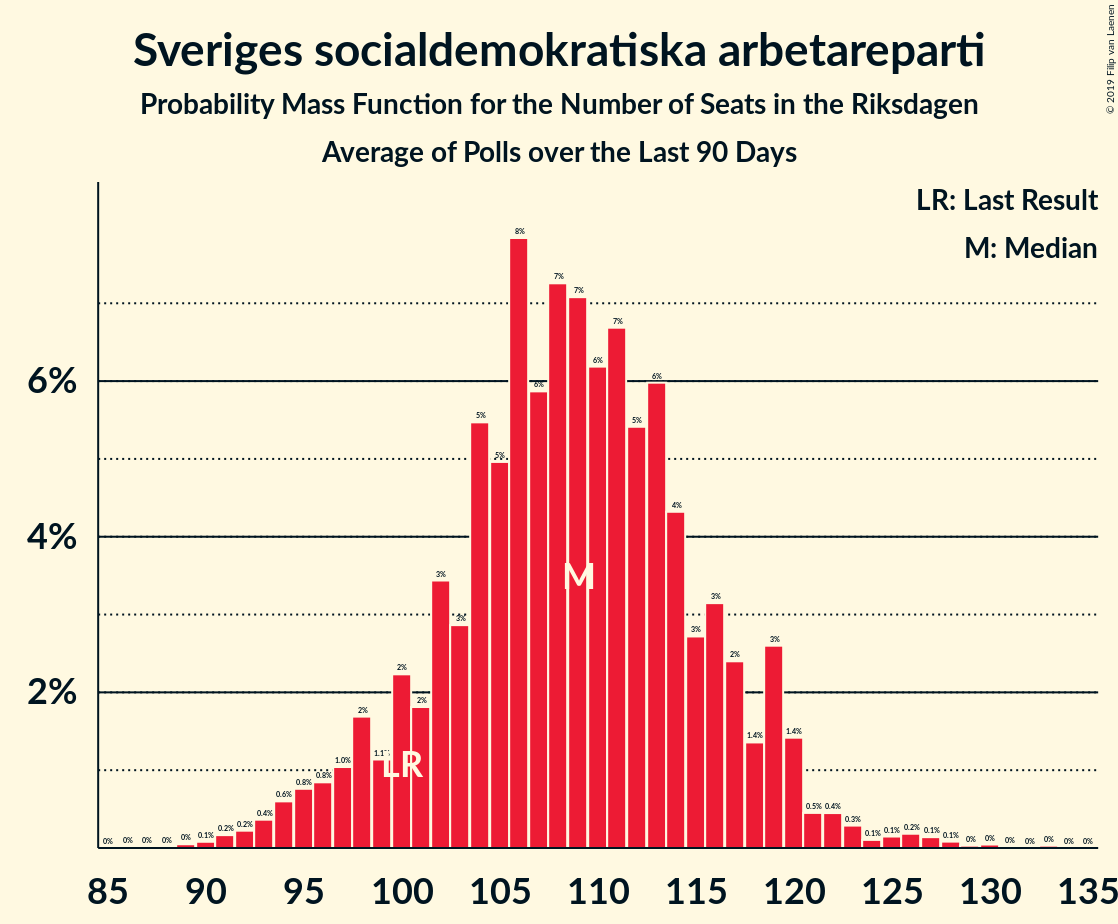 Sveriges socialdemokratiska arbetareparti
Probability Mass Function for the Number of Seats in the Riksdagen
Average of Polls over the Last 90 Days
© 2019 Filip van Laenen
LR: Last Result
M: Median
6%
4%
2%
0% 0% 0% 0% 0% 0.1% 0.2% 0.2% 0.4% 0.6% 0.8% 0.8% 1.0% 2% 2% 2% 3% 3% 5% 5% 8% 6% 7% 7% 6% 7% 5% 6% 4% 3% 3% 2% 1.4% 3% 1.4% 0.5% 0.4% 0.3% 0.1% 0.1% 0.2% 0.1% 0.1% 0% 0% 0% 0% 0% 0% 0%
LR
M
85 90 95 100 105 110 115 120 125 130 135